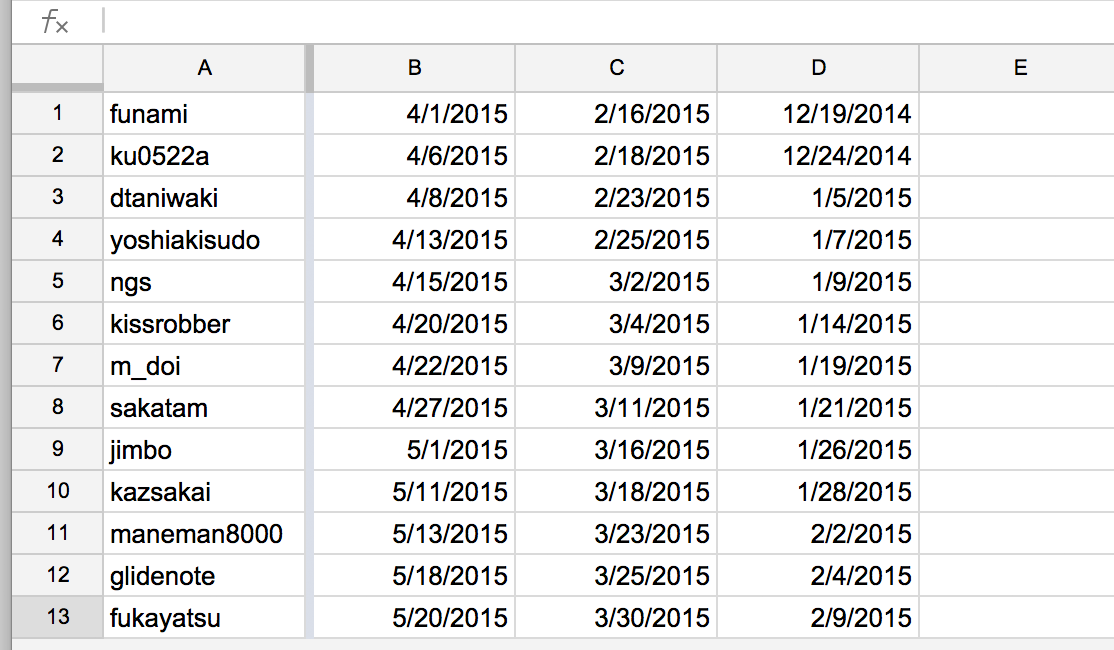 fx
A B C D E
1 funami 4/1/2015 2/16/2015 12/19/2014
2 ku0522a 4/6/2015 2/18/2015 12/24/2014
3 dtaniwaki 4/8/2015 2/23/2015 1/5/2015
4 yoshiakisudo 4/13/2015 2/25/2015 1/7/2015
5 ngs 4/15/2015 3/2/2015 1/9/2015
6 kissrobber 4/20/2015 3/4/2015 1/14/2015
7 m_doi 4/22/2015 3/9/2015 1/19/2015
8 sakatam 4/27/2015 3/11/2015 1/21/2015
9 jimbo 5/1/2015 3/16/2015 1/26/2015
10 kazsakai 5/11/2015 3/18/2015 1/28/2015
11 maneman8000 5/13/2015 3/23/2015 2/2/2015
12 glidenote 5/18/2015 3/25/2015 2/4/2015
13 fukayatsu 5/20/2015 3/30/2015 2/9/2015